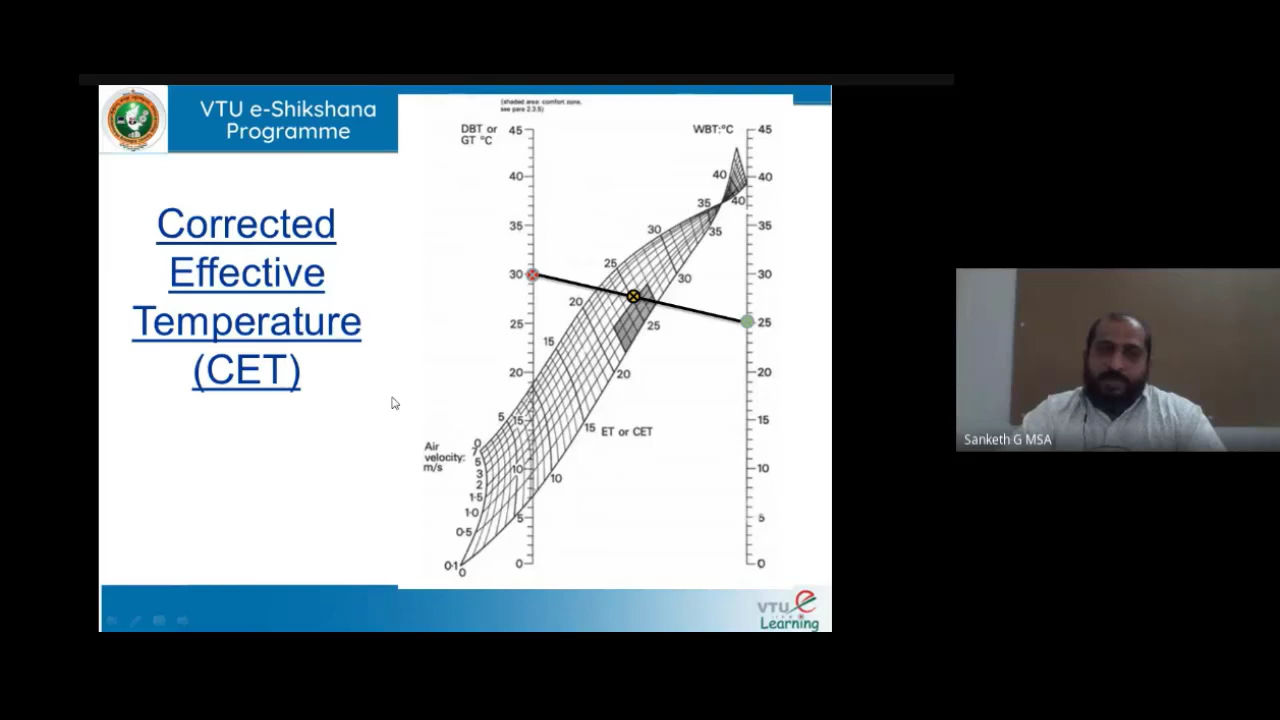 VTU e-Shikshana
Programme
Corrected
Effective
Temperature
(CET)
(shaded area: comfort zone,
see para 2.3.5)
DBT or
GT °C
WBT:°C
45
40
35
30
25
20
15
10
5
0
45
40
35
30
25
20
15
10
5
0
40
35
30
25
20
15
5
0
40
35
30
25
20
15
10
ET or CET
Air
velocity:
m/s
7
5
3
2
1·5
1·0
0·5
0·1
0
VTU
Learning
Sanketh G MSA